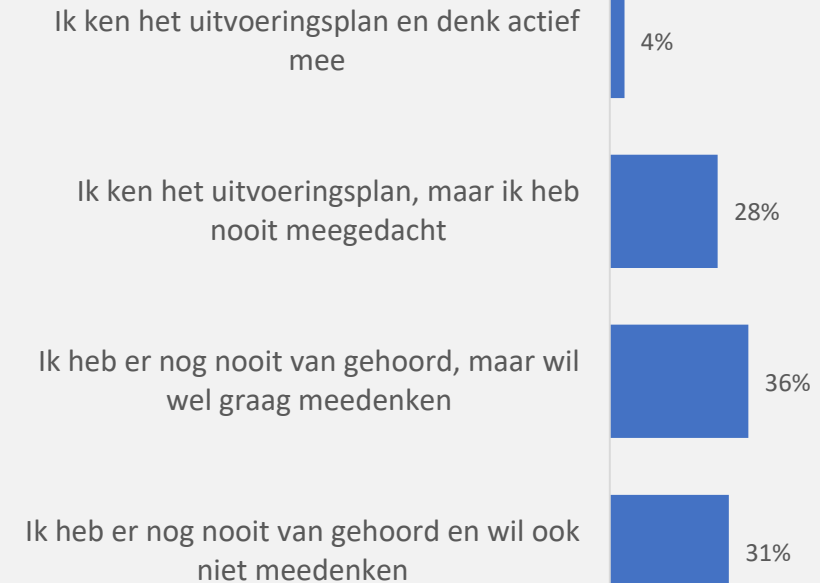 Ik ken het uitvoeringsplan en denk actief
mee
4%
Ik ken het uitvoeringsplan, maar ik heb
nooit meegedacht
28%
Ik heb er nog nooit van gehoord, maar wil
wel graag meedenken
36%
Ik heb er nog nooit van gehoord en wil ook
niet meedenken
31%